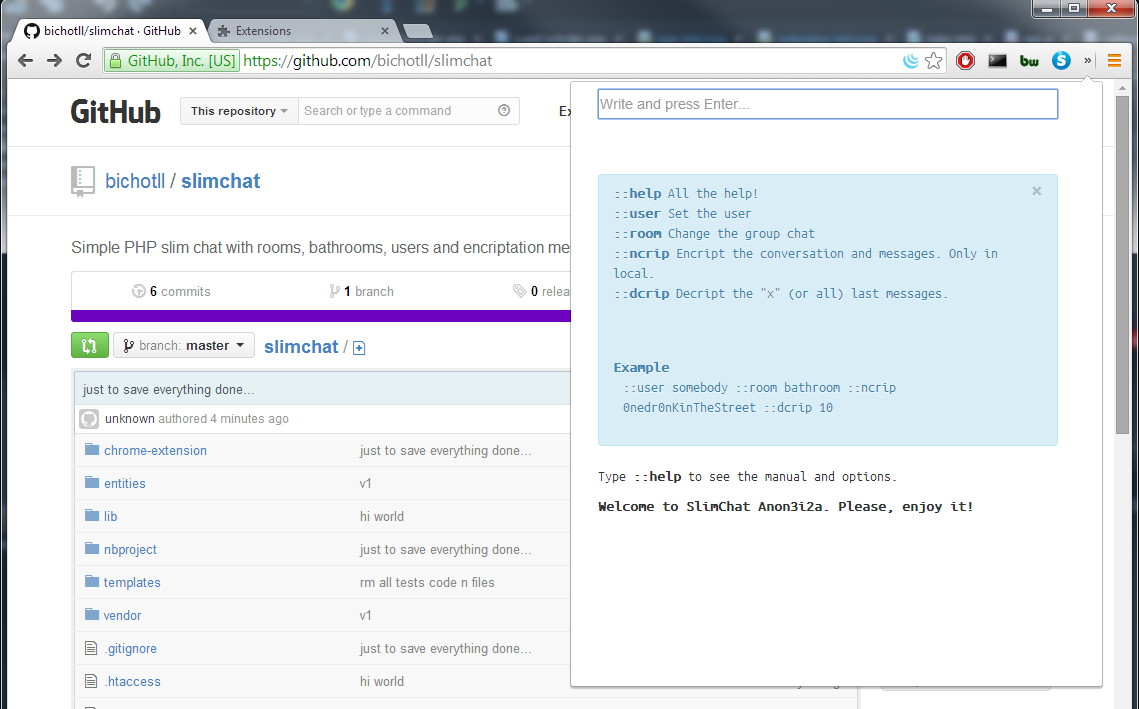 bichotll/slimchat · GitHub
Extensions
GitHub, Inc. [US]
https://github.com/bichotll/slimchat
bw
S
»
GitHub
This repository
Search or type a command
Ex
Write and press Enter...
bichotll / slimchat
::help All the help!
::user Set the user
::room Change the group chat
::ncrip Encript the conversation and messages. Only in
local.
::dcrip Decript the "x" (or all) last messages.
Example
::user somebody ::room bathroom ::ncrip
0nedr0nKinTheStreet ::dcrip 10
Type ::help to see the manual and options.
Welcome to SlimChat Anon3i2a. Please, enjoy it!
Simple PHP slim chat with rooms, bathrooms, users and encriptation me
6 commits
1 branch
0 relea
branch: master
slimchat /
just to save everything done…
unknown authored 4 minutes ago
chrome-extension just to save everything done…
entities v1
lib hi world
nbproject just to save everything done…
templates rm all tests code n files
vendor v1
.gitignore just to save everything done…
.htaccess hi world